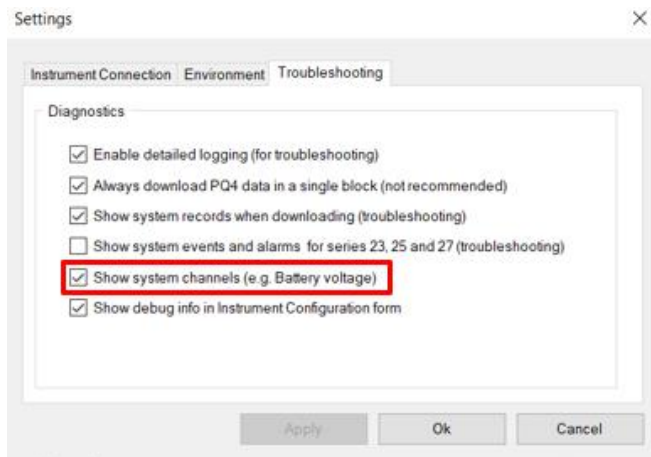 Settings
Instrument Connection Environment Troubleshooting
Diagnostics
Enable detailed logging (for troubleshooting)
Always download PQ4 data in a single block (not recommended)
Show system records when downloading (troubleshooting)
Show system events and alarms for series 23, 25 and 27 (troubleshooting)
Show system channels (e.g. Battery voltage)
Show debug info in Instrument Configuration form
Apply Ok Cancel